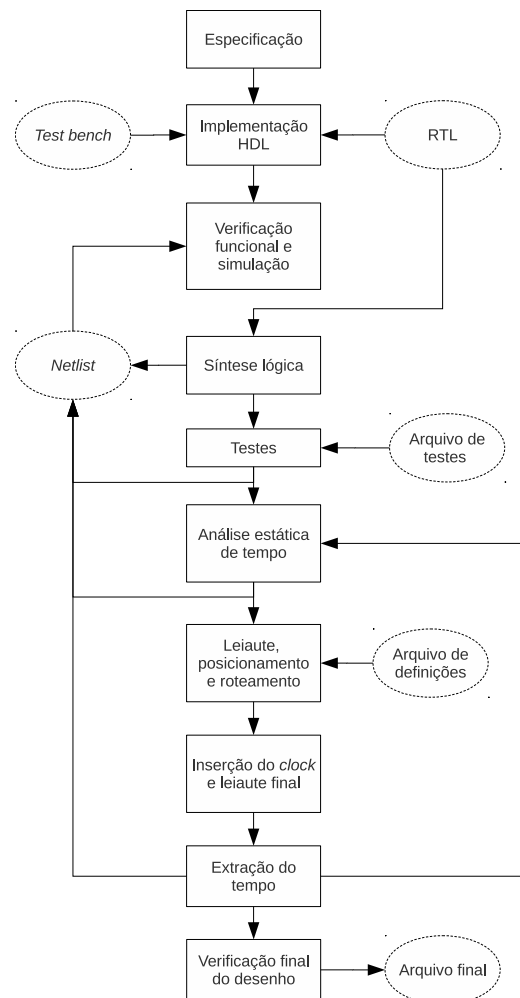 Especificação
Test bench
Implementação
HDL
RTL
Verificação
funcional e
simulação
Netlist
Síntese lógica
Testes
Arquivo de
testes
Análise estática
de tempo
Leiaute,
posicionamento
e roteamento
Arquivo de
definições
Inserção do clock
e leiaute final
Extração do
tempo
Verificação final
do desenho
Arquivo final